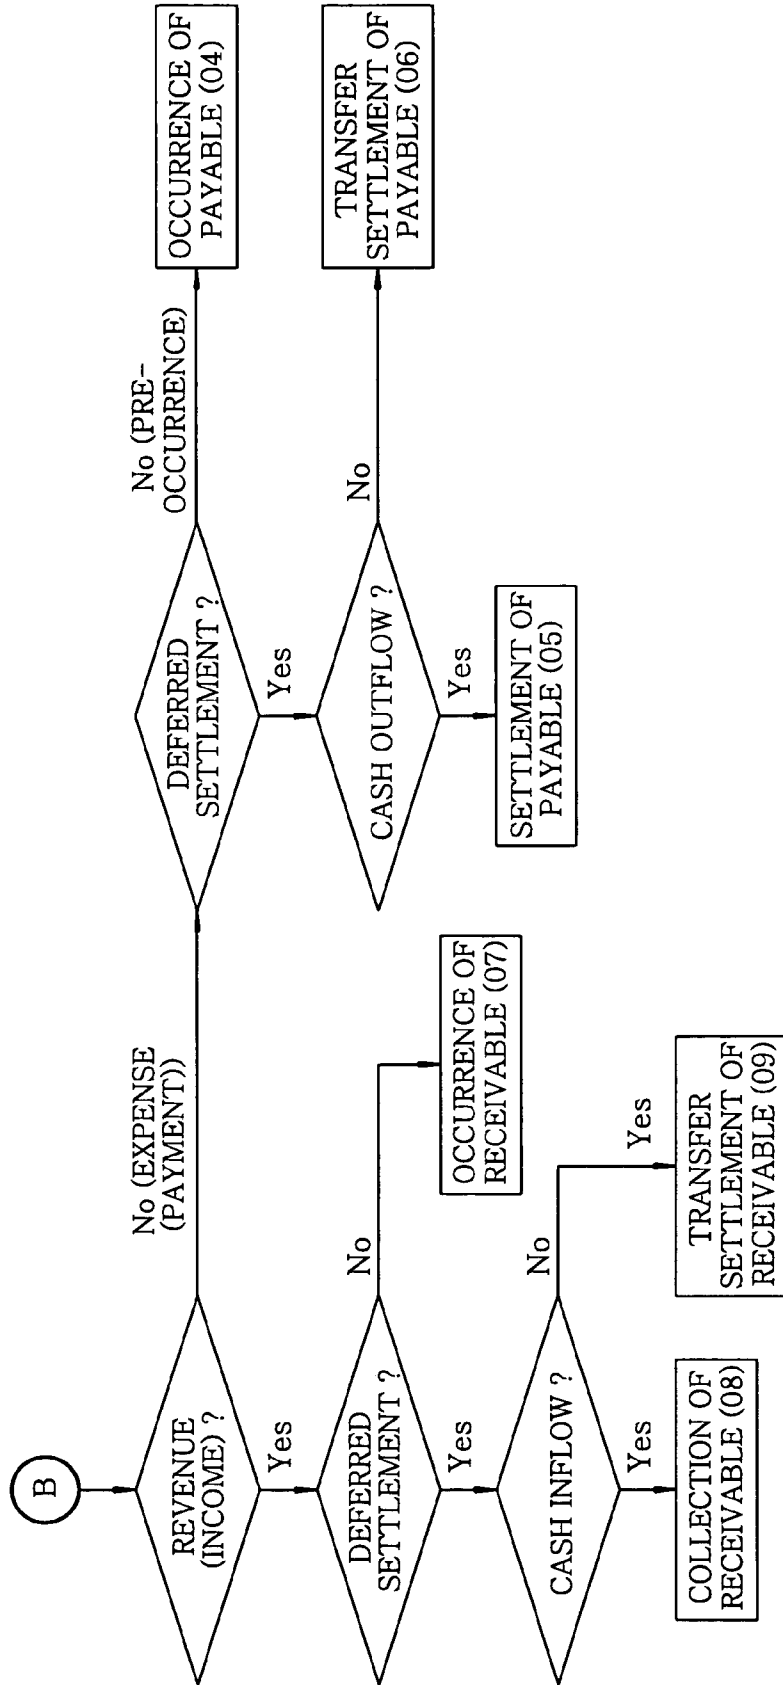 B
REVENUE
(INCOME) ?
No (EXPENSE
(PAYMENT))
Yes
DEFERRED
SETTLEMENT ?
No (PRE-
OCCURRENCE)
OCCURRENCE OF
PAYABLE (04)
Yes
CASH OUTFLOW ?
No
TRANSFER
SETTLEMENT OF
PAYABLE (06)
Yes
SETTLEMENT OF
PAYABLE (05)
DEFERRED
SETTLEMENT ?
No
OCCURRENCE OF
RECEIVABLE (07)
Yes
CASH INFLOW ?
No
Yes
TRANSFER
SETTLEMENT OF
RECEIVABLE (09)
Yes
COLLECTION OF
RECEIVABLE (08)